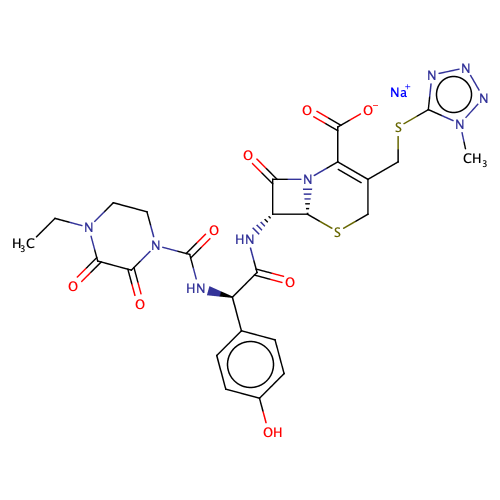 N N
Na+
O O- N
S N
CH3
O N
HN S
N O
H3C N O
O HN O
O
OH